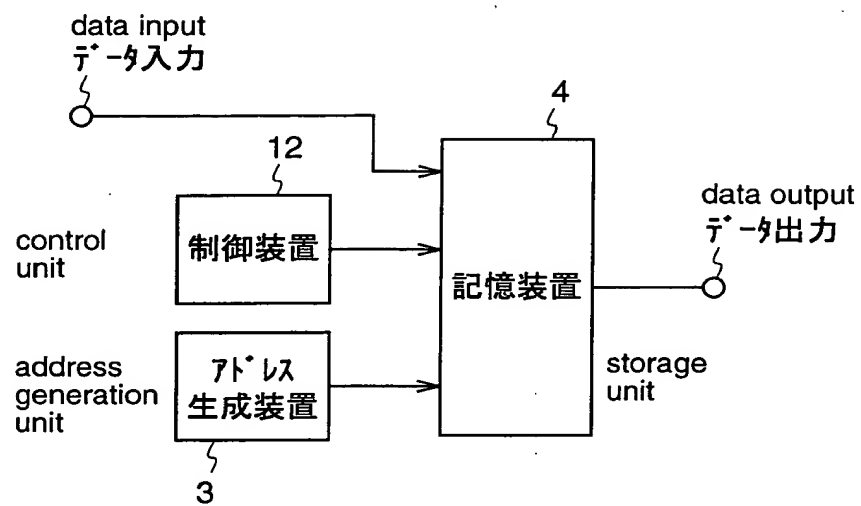 data input
ﾃﾞｰﾀ入力
12
4
制御装置
control
unit
data output
ﾃﾞｰﾀ出力
記憶装置
address
generation
unit
ｱﾄﾞﾚｽ
生成装置
storage
unit
3